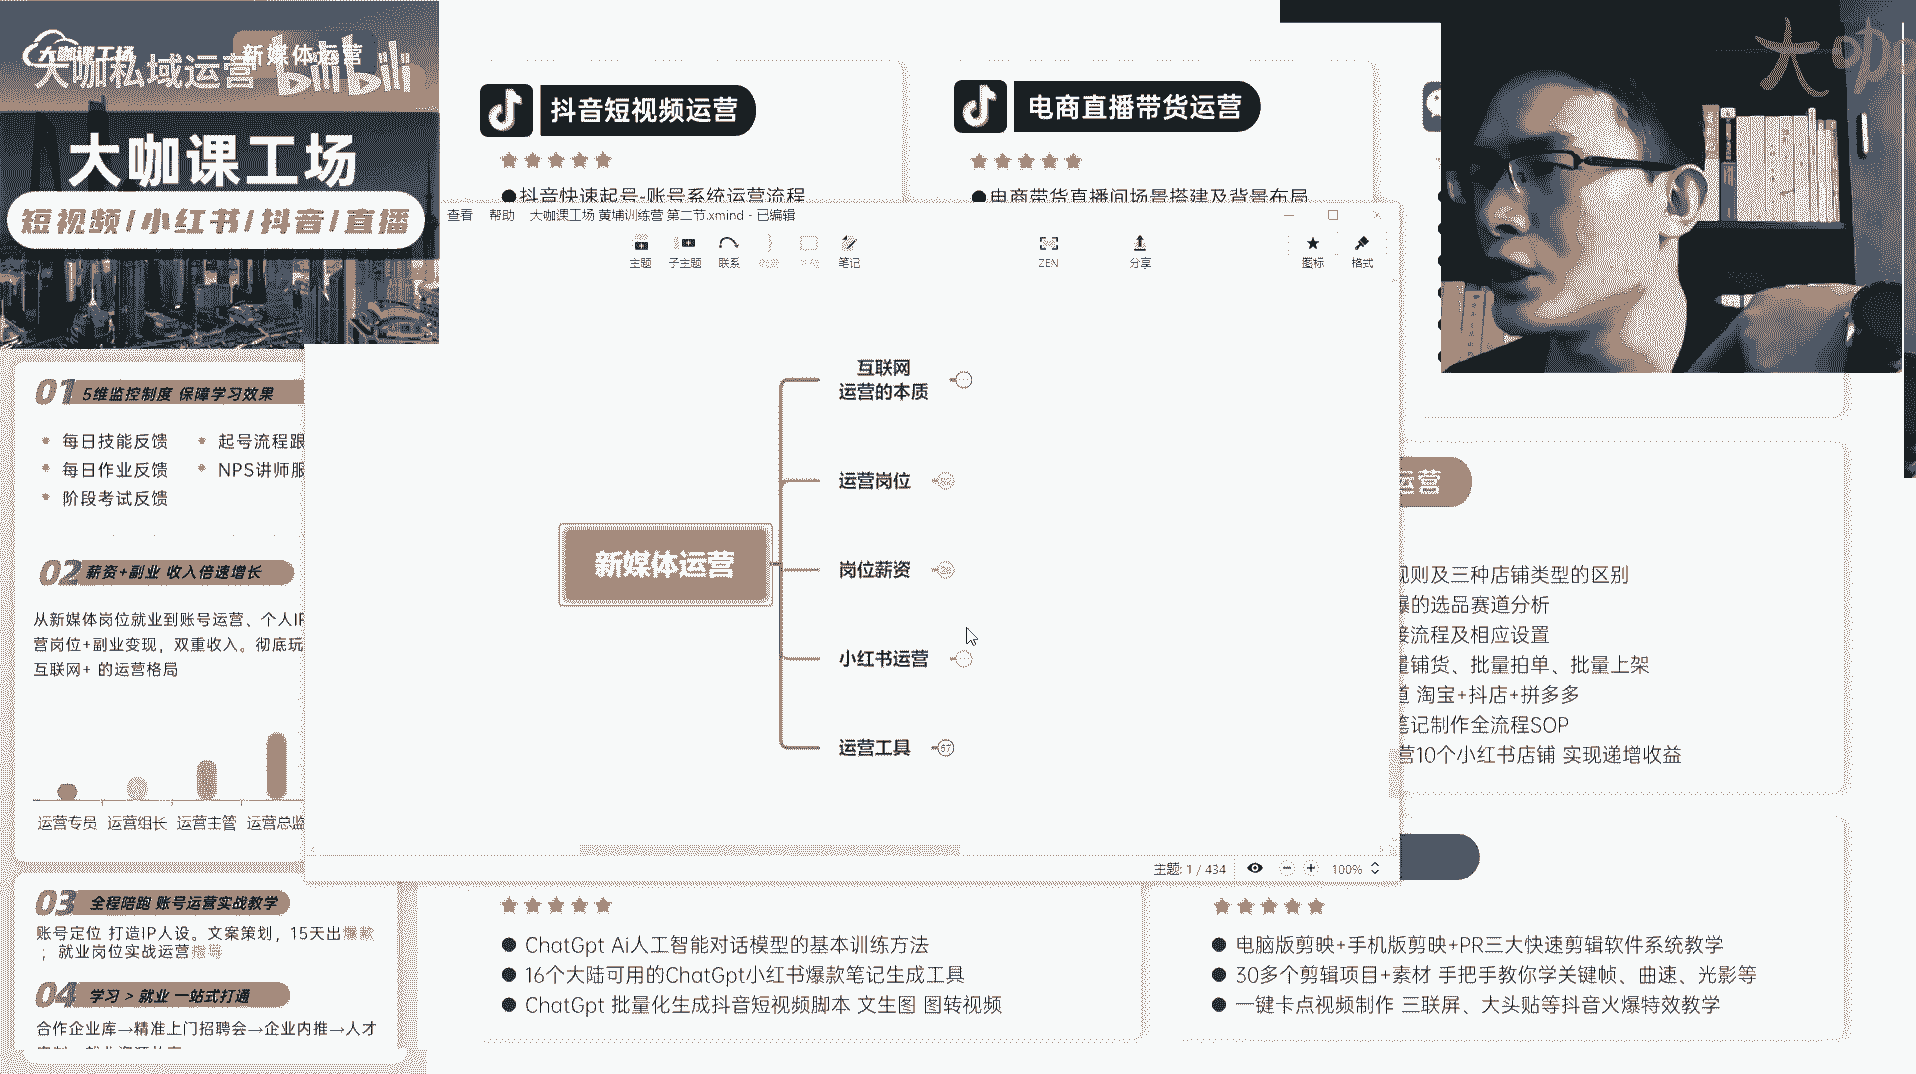 大咖课工场
新媒体运营
大咖私域运营
bilibili
大咖课工场
短视频/小红书/抖音/直播
抖音短视频运营
抖音快速起号-账号系统运营流程
电商直播带货运营
电商带货直播间场景搭建及背景布局
大咖
查看 帮助 大咖课工场 黄埔训练营 第二节.xmind - 已编辑
主题 子主题 联系 笔记 ZEN 分享 图标 格式
互联网
运营的本质
运营岗位
新媒体运营
岗位薪资
小红书运营
运营工具
67
主题: 1 / 434
100%
01 5维监控制度 保障学习效果
每日技能反馈
起号流程跟
每日作业反馈
NPS讲师服
阶段考试反馈
02 薪资+副业 收入倍速增长
从新媒体岗位就业到账号运营、个人IP
营岗位+副业变现，双重收入。彻底玩
互联网+ 的运营格局
运营专员 运营组长 运营主管 运营总监
03 全程陪跑 账号运营实战教学
账号定位 打造IP人设。文案策划，15天出爆款
；就业岗位实战运营指导
04 学习 > 就业 一站式打通
合作企业库→精准上门招聘会→企业内推→人才
运营
规则及三种店铺类型的区别
爆的选品赛道分析
接流程及相应设置
量铺货、批量拍单、批量上架
道 淘宝+抖店+拼多多
笔记制作全流程SOP
营10个小红书店铺 实现递增收益
ChatGpt Ai人工智能对话模型的基本训练方法
16个大陆可用的ChatGpt小红书爆款笔记生成工具
ChatGpt 批量化生成抖音短视频脚本 文生图 图转视频
电脑版剪映+手机版剪映+PR三大快速剪辑软件系统教学
30多个剪辑项目+素材 手把手教你学关键帧、曲速、光影等
一键卡点视频制作 三联屏、大头贴等抖音火爆特效教学